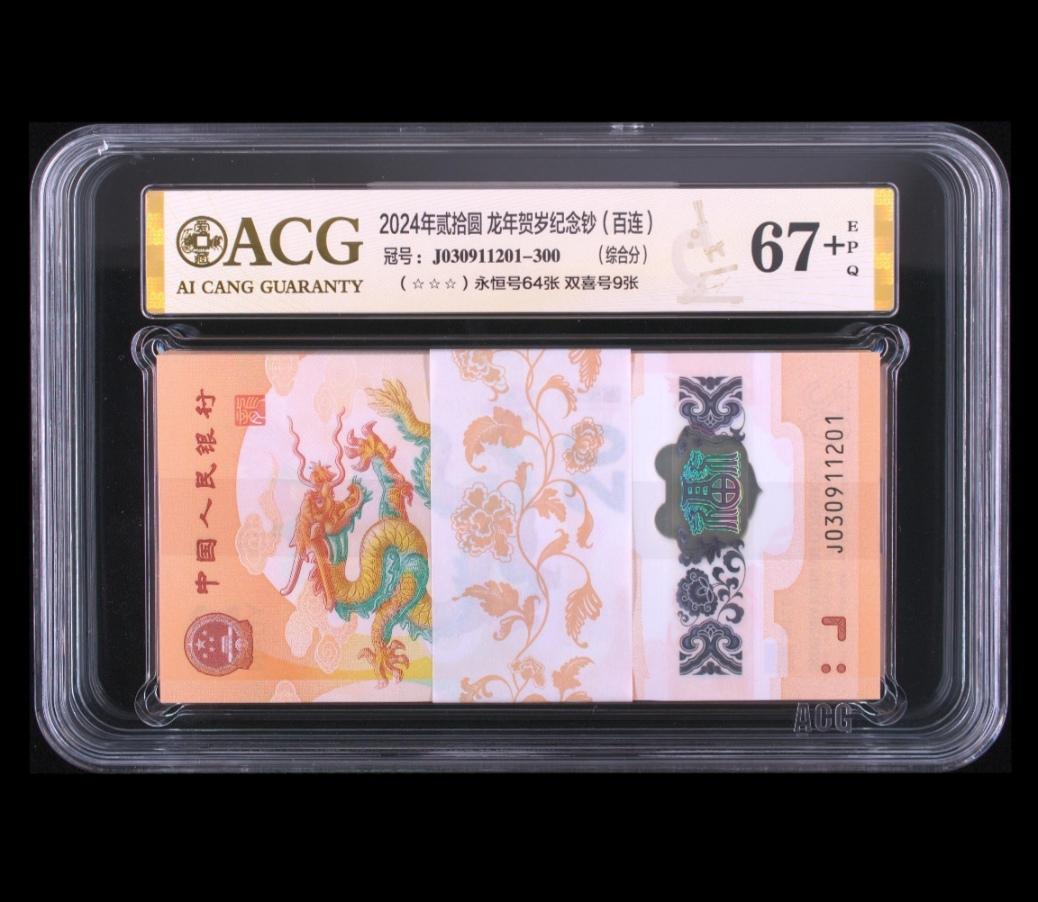 ACG
AI CANG GUARANTY
2024年贰拾圆 龙年贺岁纪念钞（百连）
冠号：J030911201-300 （综合分）
（☆☆☆）永恒号64张 双喜号9张
67+
EPQ
中国人民银行
J030911201
ACG